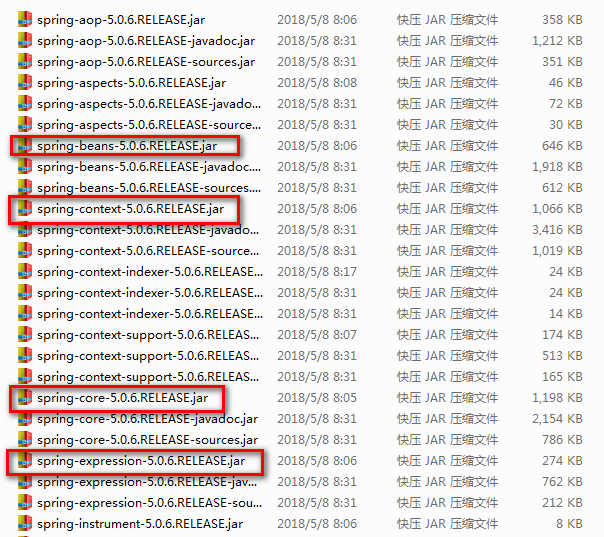 spring-aop-5.0.6.RELEASE.jar 2018/5/8 8:06 快压 JAR 压缩文件 358 KB
spring-aop-5.0.6.RELEASE-javadoc.jar 2018/5/8 8:31 快压 JAR 压缩文件 1,212 KB
spring-aop-5.0.6.RELEASE-sources.jar 2018/5/8 8:31 快压 JAR 压缩文件 351 KB
spring-aspects-5.0.6.RELEASE.jar 2018/5/8 8:08 快压 JAR 压缩文件 46 KB
spring-aspects-5.0.6.RELEASE-javado... 2018/5/8 8:31 快压 JAR 压缩文件 72 KB
spring-aspects-5.0.6.RELEASE-source... 2018/5/8 8:31 快压 JAR 压缩文件 30 KB
spring-beans-5.0.6.RELEASE.jar 2018/5/8 8:06 快压 JAR 压缩文件 646 KB
spring-beans-5.0.6.RELEASE-javadoc.... 2018/5/8 8:31 快压 JAR 压缩文件 1,918 KB
spring-beans-5.0.6.RELEASE-sources.... 2018/5/8 8:31 快压 JAR 压缩文件 612 KB
spring-context-5.0.6.RELEASE.jar 2018/5/8 8:06 快压 JAR 压缩文件 1,066 KB
spring-context-5.0.6.RELEASE-javado... 2018/5/8 8:31 快压 JAR 压缩文件 3,416 KB
spring-context-5.0.6.RELEASE-source... 2018/5/8 8:31 快压 JAR 压缩文件 1,019 KB
spring-context-indexer-5.0.6.RELEASE... 2018/5/8 8:17 快压 JAR 压缩文件 24 KB
spring-context-indexer-5.0.6.RELEASE... 2018/5/8 8:31 快压 JAR 压缩文件 24 KB
spring-context-indexer-5.0.6.RELEASE... 2018/5/8 8:31 快压 JAR 压缩文件 14 KB
spring-context-support-5.0.6.RELEAS... 2018/5/8 8:07 快压 JAR 压缩文件 174 KB
spring-context-support-5.0.6.RELEAS... 2018/5/8 8:31 快压 JAR 压缩文件 513 KB
spring-context-support-5.0.6.RELEAS... 2018/5/8 8:31 快压 JAR 压缩文件 165 KB
spring-core-5.0.6.RELEASE.jar 2018/5/8 8:05 快压 JAR 压缩文件 1,198 KB
spring-core-5.0.6.RELEASE-javadoc.jar 2018/5/8 8:31 快压 JAR 压缩文件 2,154 KB
spring-core-5.0.6.RELEASE-sources.jar 2018/5/8 8:31 快压 JAR 压缩文件 786 KB
spring-expression-5.0.6.RELEASE.jar 2018/5/8 8:06 快压 JAR 压缩文件 274 KB
spring-expression-5.0.6.RELEASE-jav... 2018/5/8 8:31 快压 JAR 压缩文件 762 KB
spring-expression-5.0.6.RELEASE-sou... 2018/5/8 8:31 快压 JAR 压缩文件 212 KB
spring-instrument-5.0.6.RELEASE.jar 2018/5/8 8:06 快压 JAR 压缩文件 8 KB